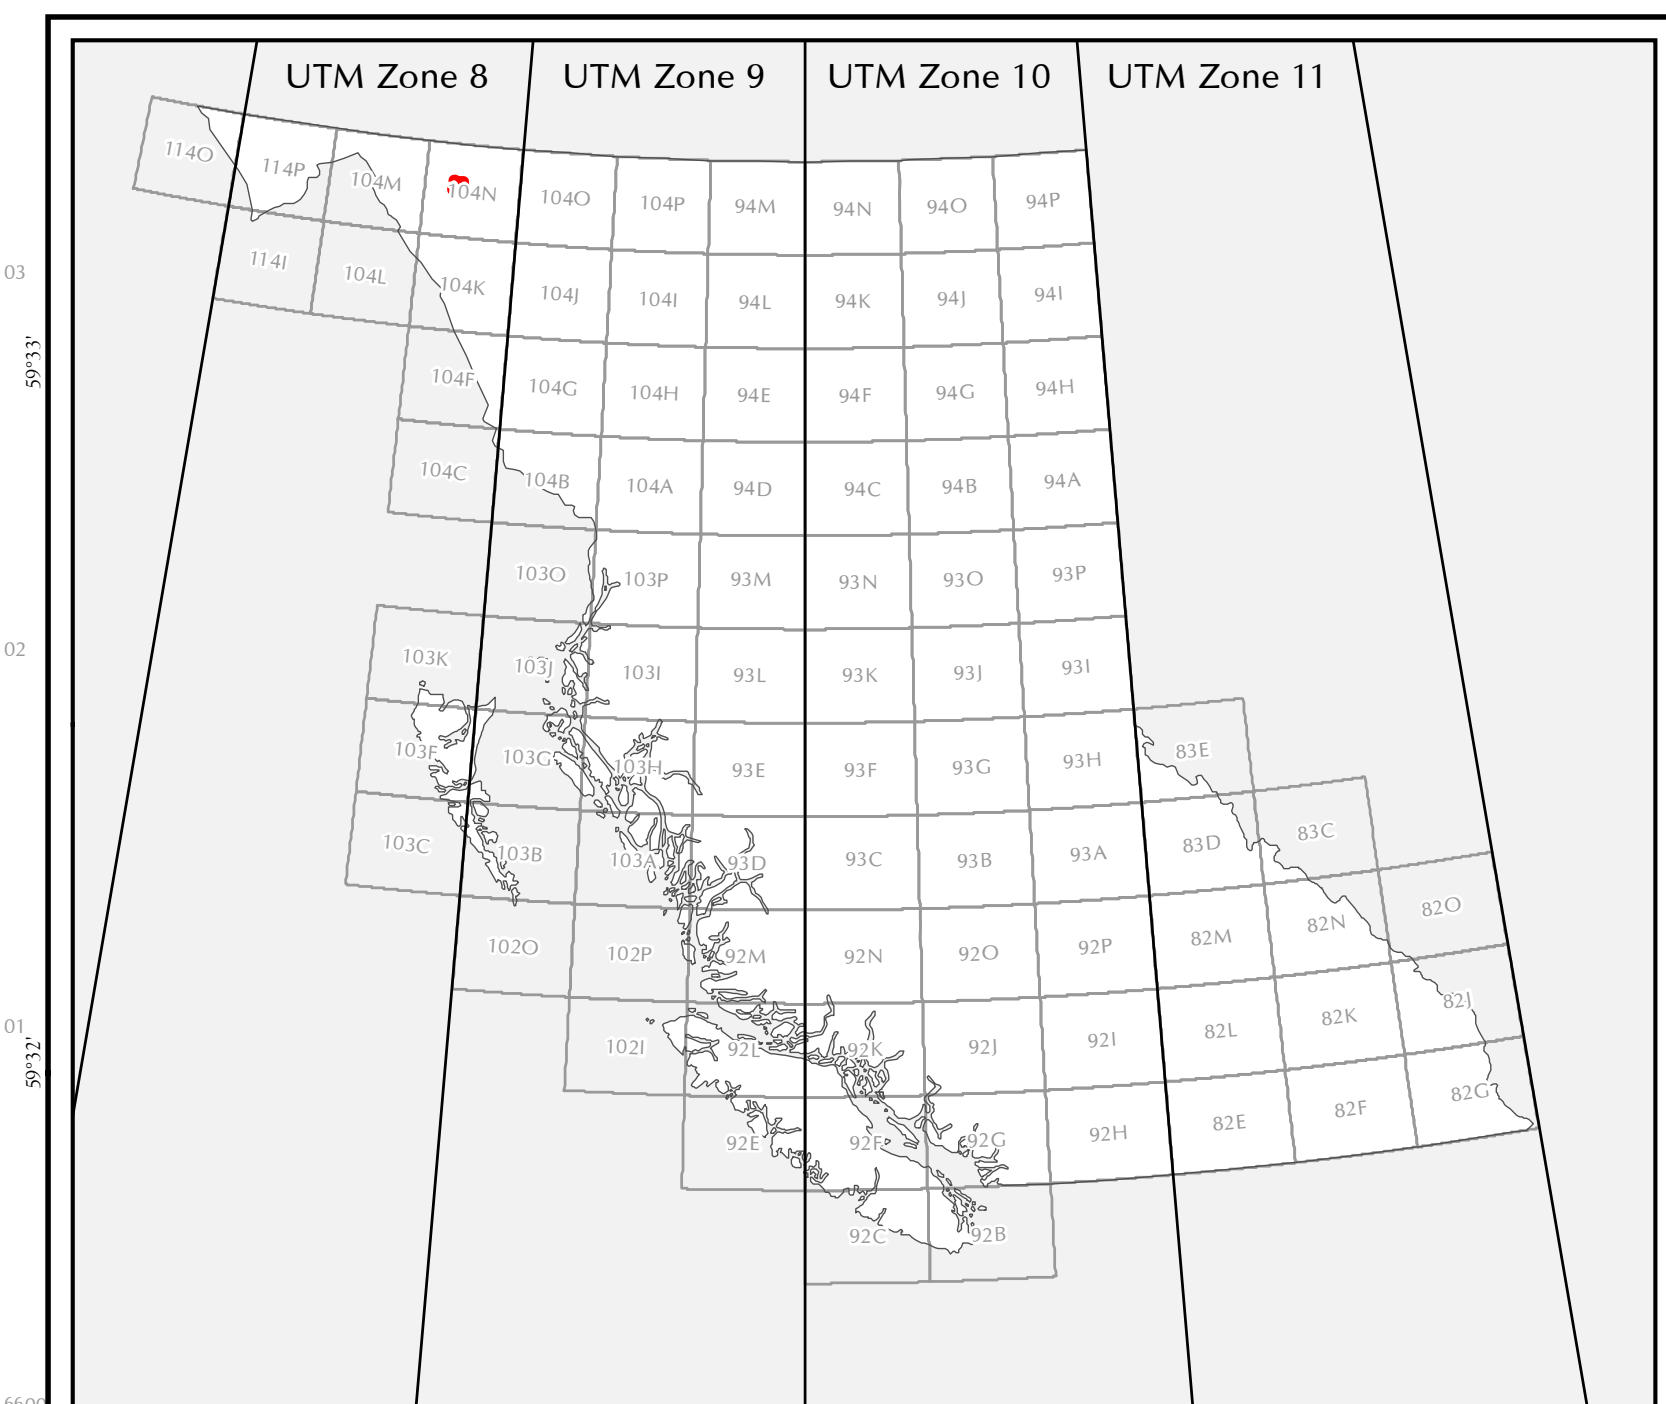 UTM Zone 8 UTM Zone 9 UTM Zone 10 UTM Zone 11
114O 114P 104M 104N 104O 104P 94M 94N 94O 94P
03 114I 104L 104K 104J 104I 94L 94K 94J 94I
59°33'
104F 104G 104H 94E 94F 94G 94H
104C 104B 104A 94D 94C 94B 94A
103O 103P 93M 93N 93O 93P
02 103K 103J 103I 93L 93K 93J 93I
103F 103G 103H 93E 93F 93G 93H 83E
103C 103B 103A 93D 93C 93B 93A 83D 83C
102O 102P 92M 92N 92O 92P 82M 82N 82O
01 102I 92L 92K 92J 92I 82L 82K 82J
59°32'
92E 92F 92G 92H 82E 82F 82G
92C 92B